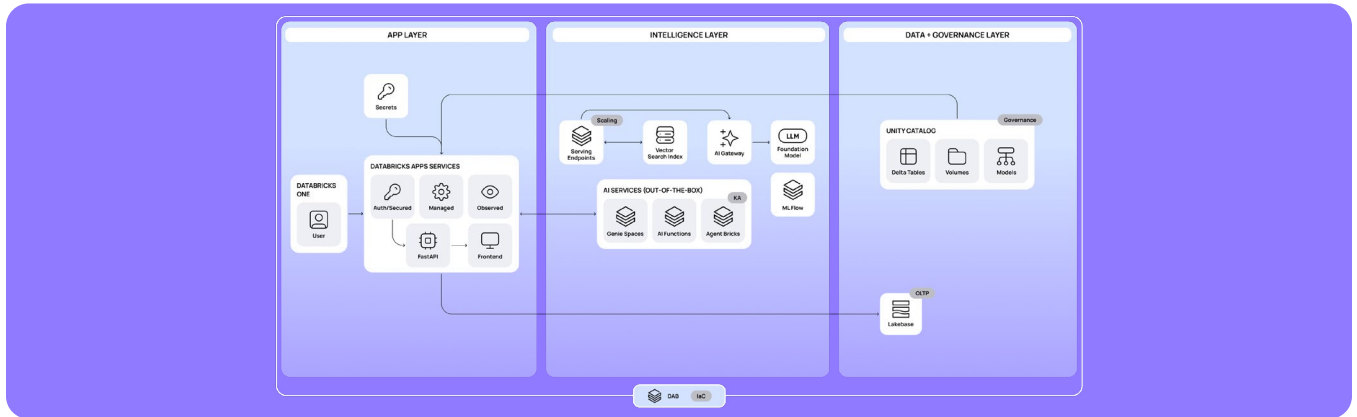 APP LAYER
INTELLIGENCE LAYER
DATA + GOVERNANCE LAYER
Secrets
DATABRICKS
ONE
User
DATABRICKS APPS SERVICES
Auth/Secured
Managed
Observed
FastAPI
Frontend
Scaling
Serving
Endpoints
Vector
Search Index
AI Gateway
LLM
Foundation
Model
AI SERVICES (OUT-OF-THE-BOX)
KA
Genie Spaces
AI Functions
Agent Bricks
MLFlow
Governance
UNITY CATALOG
Delta Tables
Volumes
Models
OLTP
Lakebase
DAB
IaC